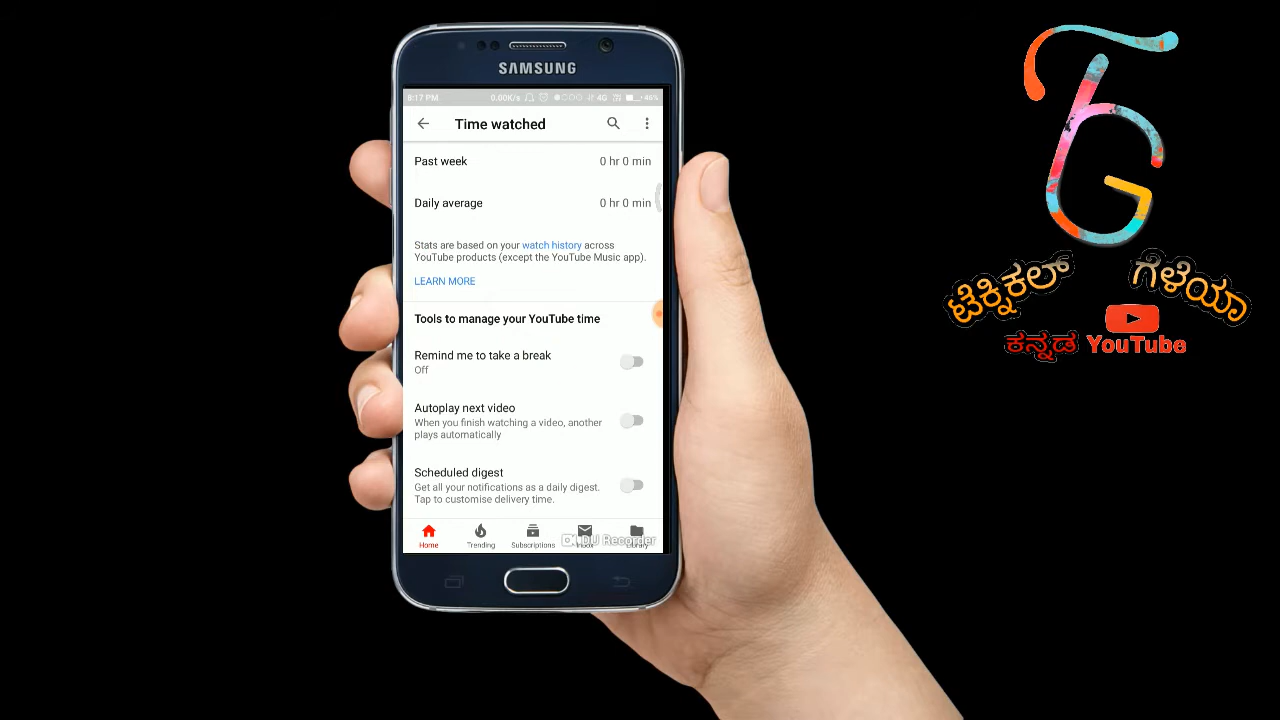 SAMSUNG
8:17 PM 0.00K/s 4G 46%
Time watched
Past week 0 hr 0 min
Daily average 0 hr 0 min
Stats are based on your watch history across
YouTube products (except the YouTube Music app).
LEARN MORE
Tools to manage your YouTube time
Remind me to take a break
Off
Autoplay next video
When you finish watching a video, another
plays automatically
Scheduled digest
Get all your notifications as a daily digest.
Tap to customise delivery time.
Home Trending Subscriptions Inbox Library
DU Recorder
TG
ಟೆಕ್ನಿಕಲ್ ಗೆಳೆಯಾ
ಕನ್ನಡ YouTube